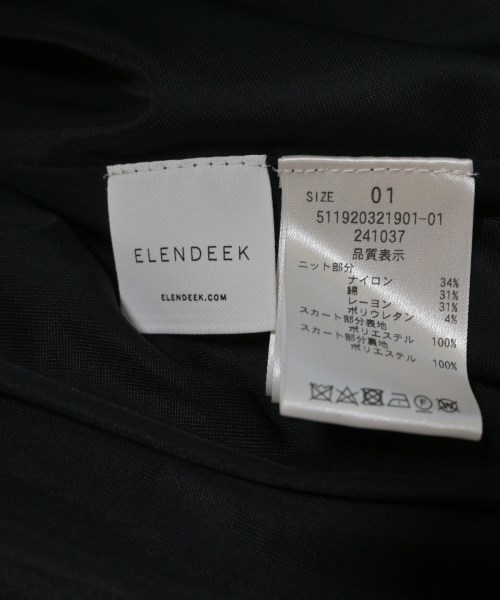 ELENDEEK
ELENDEEK.COM
SIZE 01
511920321901-01
241037
品質表示
ニット部分
ナイロン 34%
綿 31%
レーヨン 31%
ポリウレタン 4%
スカート部分表地
ポリエステル 100%
スカート部分裏地
ポリエステル 100%